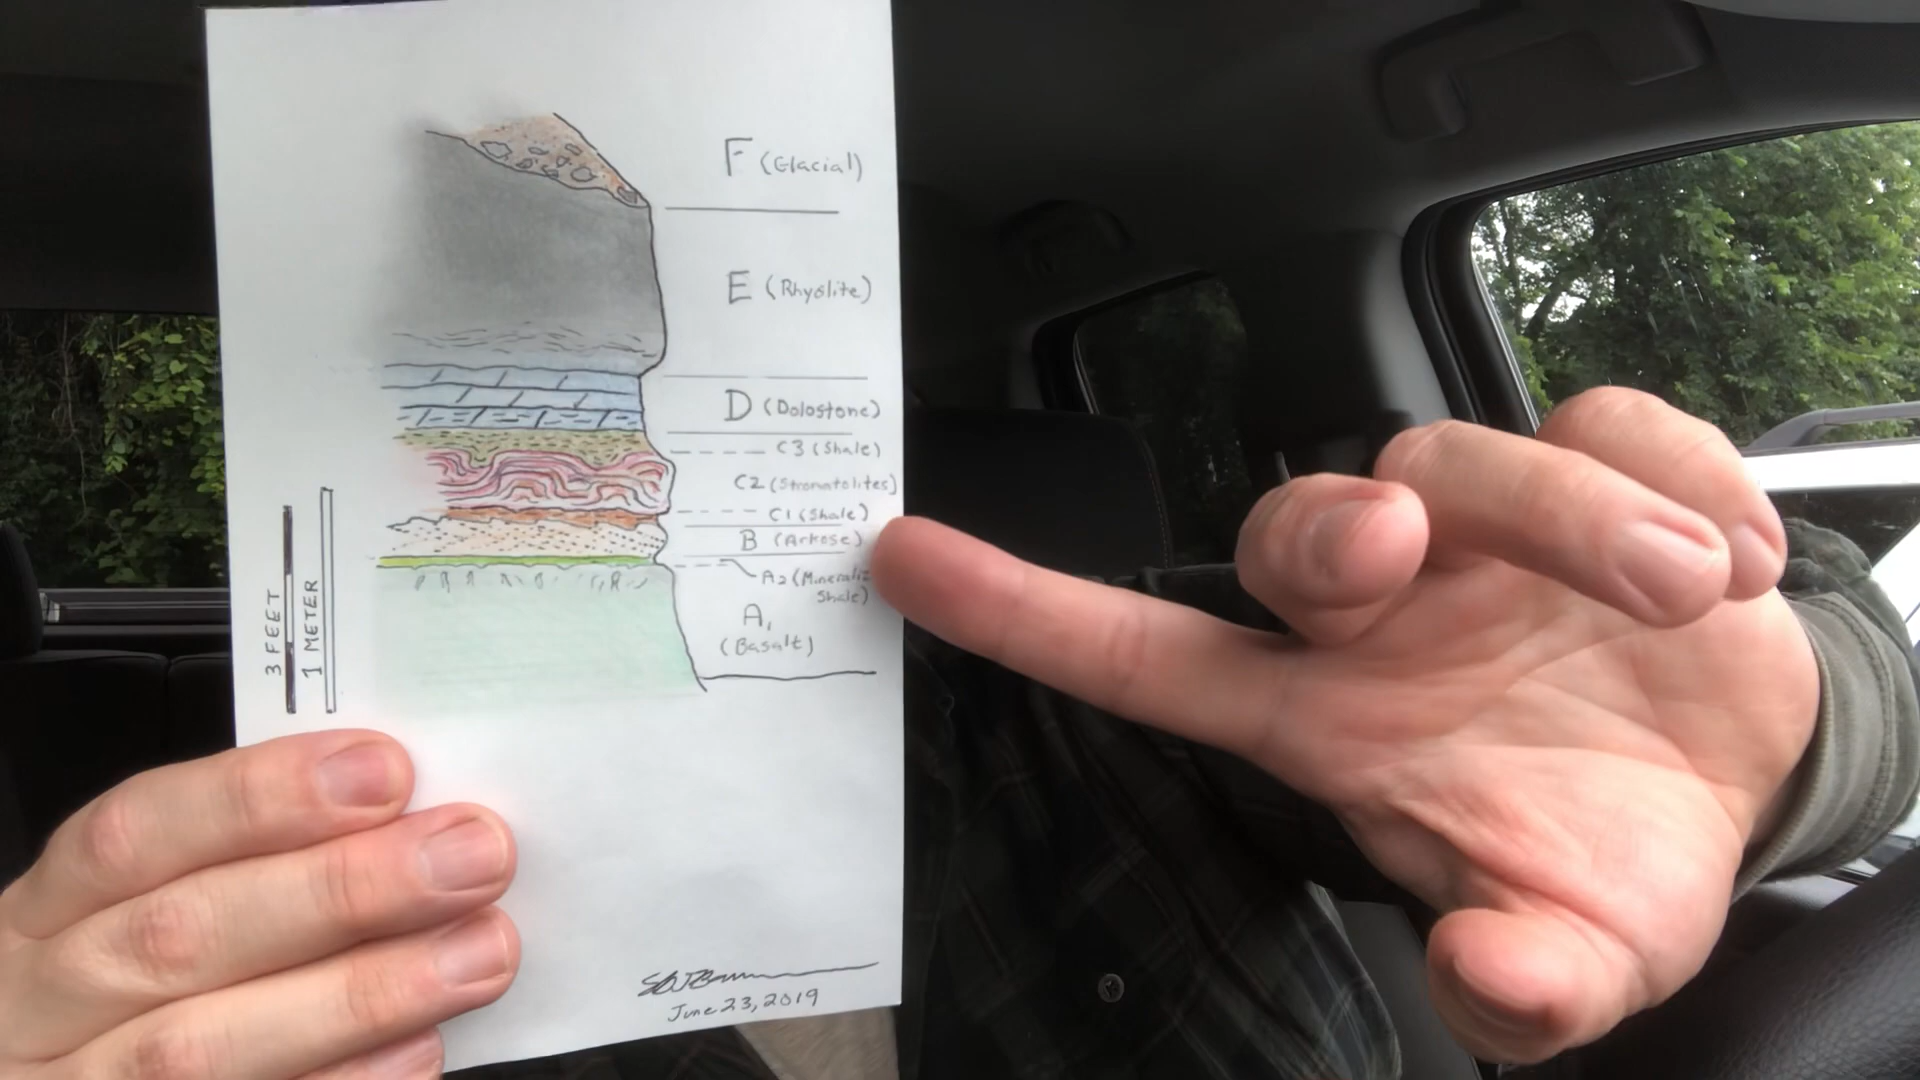 F (Glacial)
E (Rhyolite)
D (Dolostone)
C3 (Shale)
C2 (Stromatolites)
C1 (Shale)
B (Arkose)
A2 (Mineraliz
Shale)
A1
(Basalt)
3 FEET
1 METER
June 23, 2019